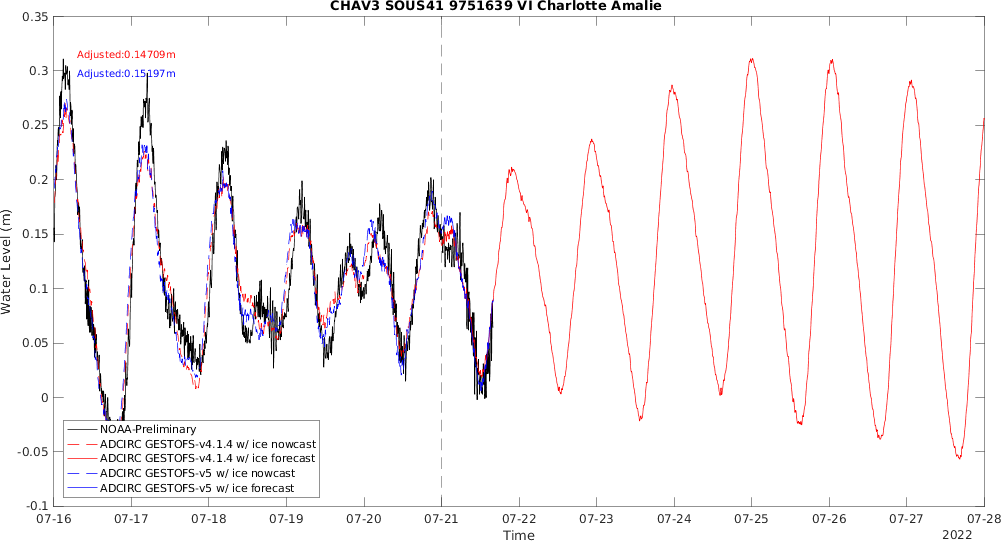 CHAV3 SOUS41 9751639 VI Charlotte Amalie
0.35
0.3
0.25
0.2
0.15
0.1
0.05
0
-0.05
-0.1
Water Level (m)
Adjusted:0.14709m
Adjusted:0.15197m
NOAA-Preliminary
ADCIRC GESTOFS-v4.1.4 w/ ice nowcast
ADCIRC GESTOFS-v4.1.4 w/ ice forecast
ADCIRC GESTOFS-v5 w/ ice nowcast
ADCIRC GESTOFS-v5 w/ ice forecast
07-16 07-17 07-18 07-19 07-20 07-21 07-22 07-23 07-24 07-25 07-26 07-27 07-28
Time
2022